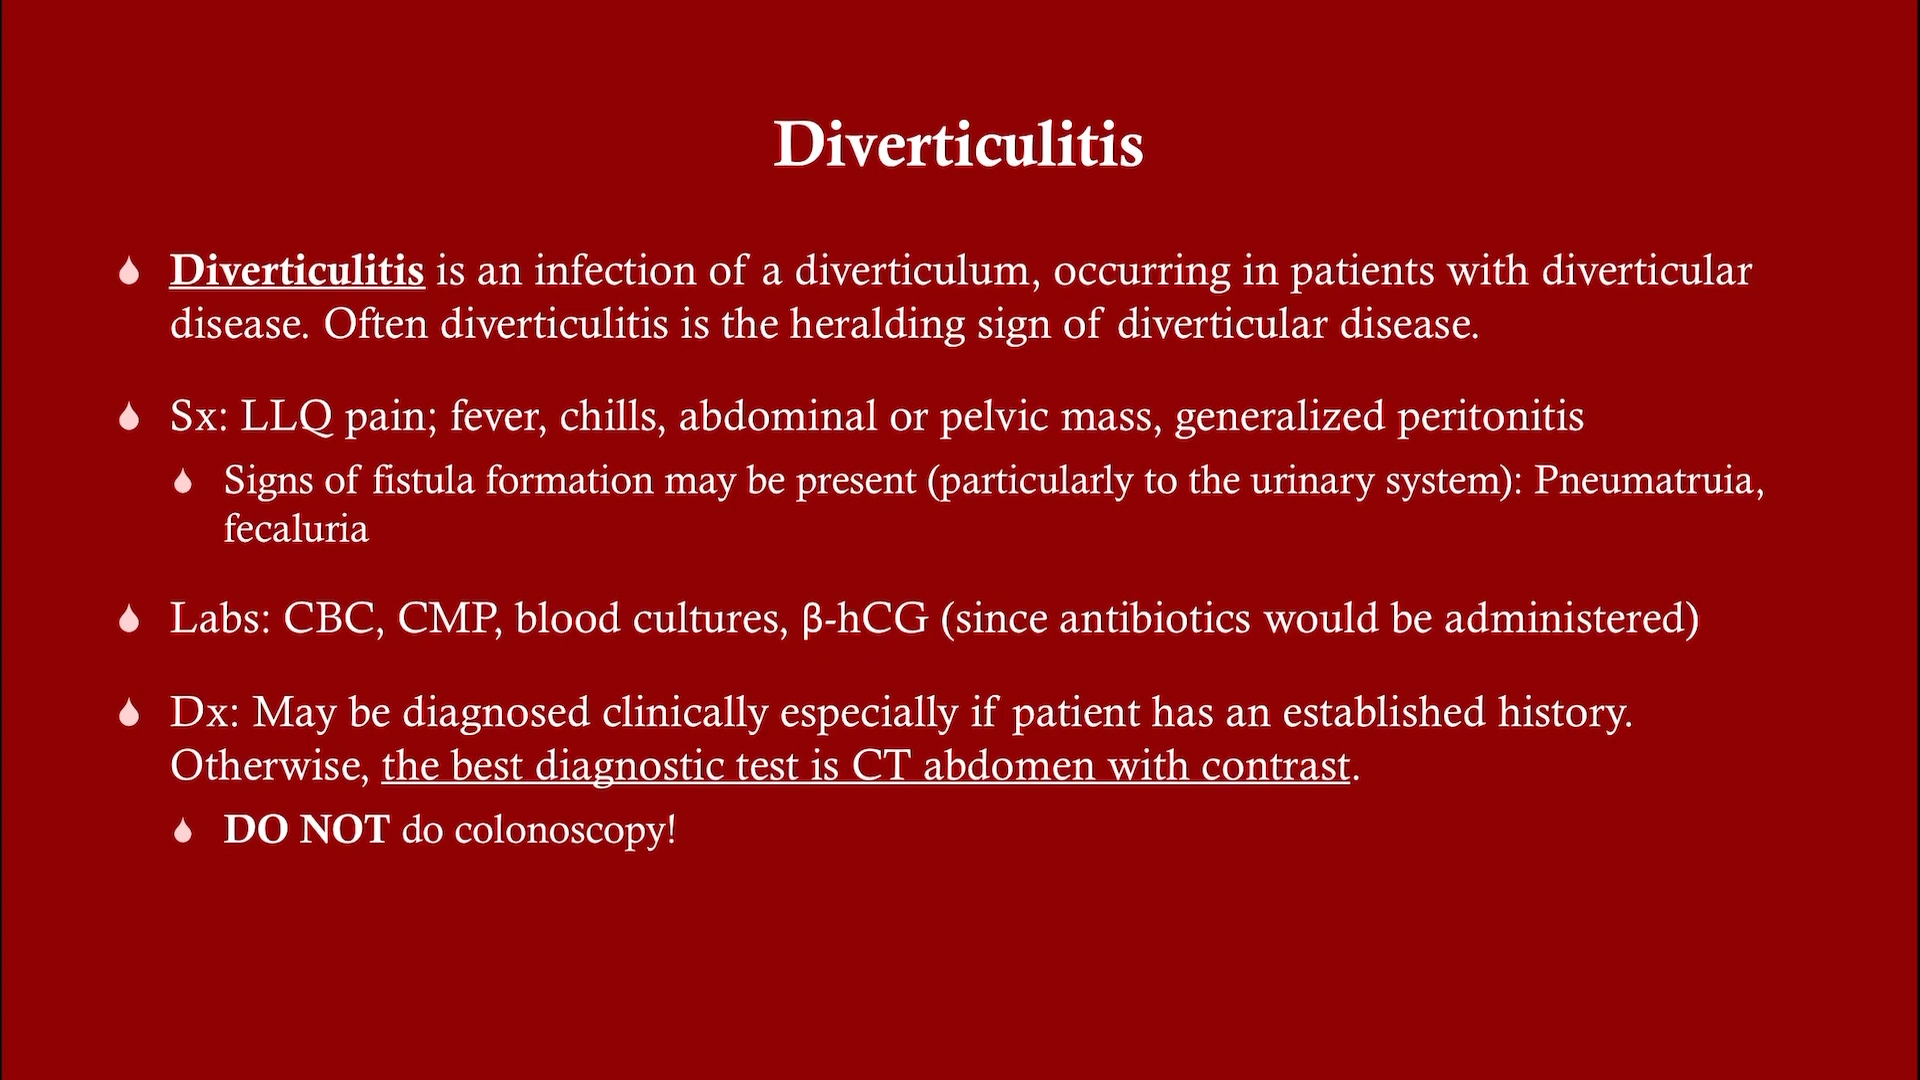 Diverticulitis
Diverticulitis is an infection of a diverticulum, occurring in patients with diverticular
disease. Often diverticulitis is the heralding sign of diverticular disease.
Sx: LLQ pain; fever, chills, abdominal or pelvic mass, generalized peritonitis
Signs of fistula formation may be present (particularly to the urinary system): Pneumatruia,
fecaluria
Labs: CBC, CMP, blood cultures, β-hCG (since antibiotics would be administered)
Dx: May be diagnosed clinically especially if patient has an established history.
Otherwise, the best diagnostic test is CT abdomen with contrast.
DO NOT do colonoscopy!